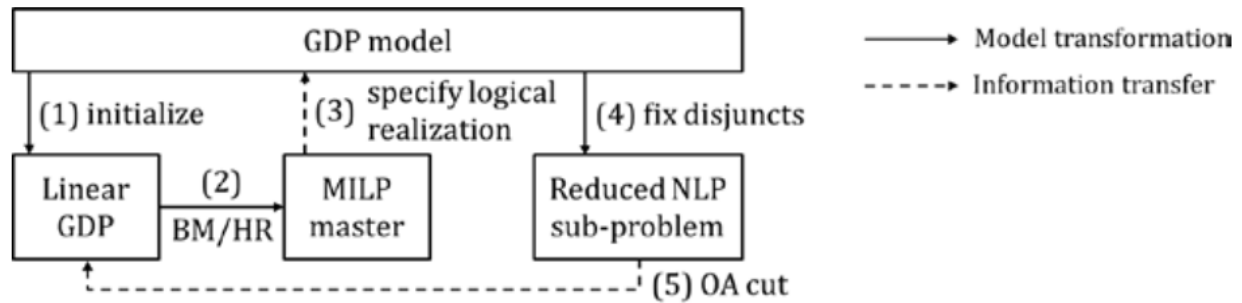 GDP model
Model transformation
Information transfer
(1) initialize
(3) specify logical
realization
(4) fix disjuncts
Linear
GDP
(2)
BM/HR
MILP
master
Reduced NLP
sub-problem
(5) OA cut